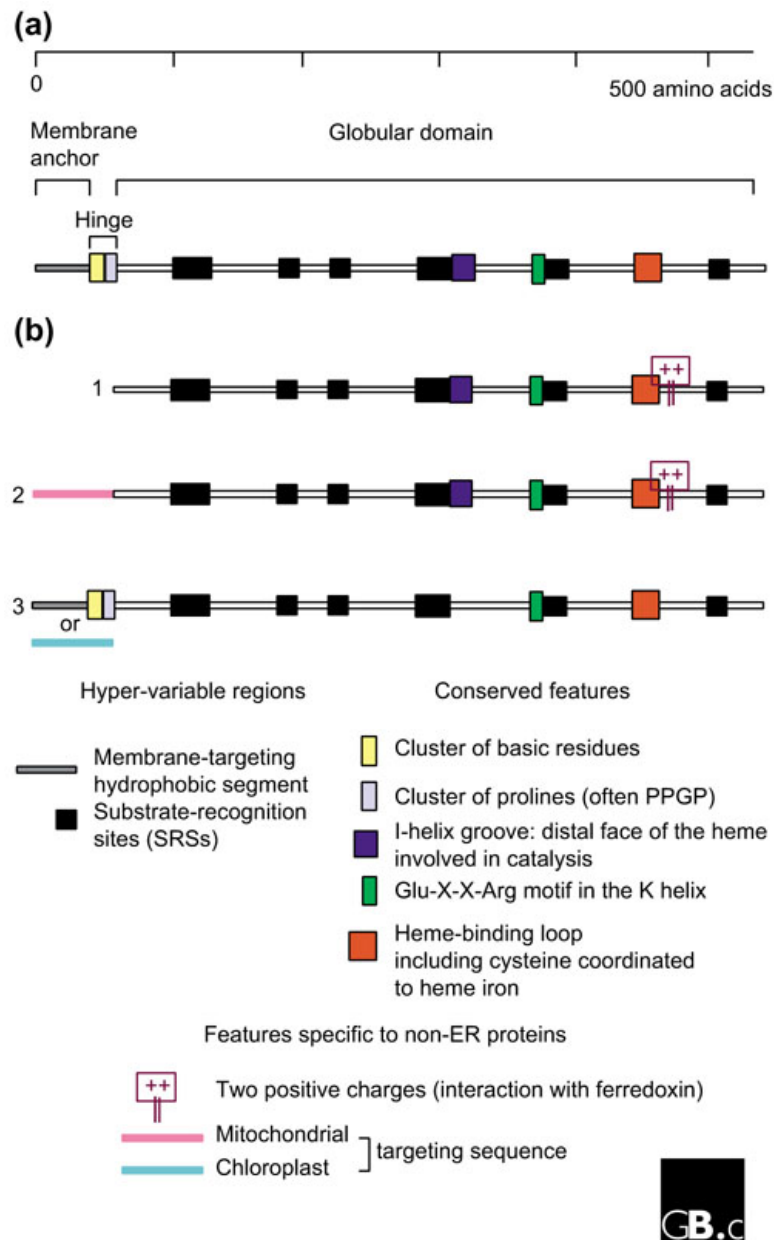 (a)
0
500 amino acids
Membrane
anchor
Globular domain
Hinge
(b)
1
++
2
++
3
or
Hyper-variable regions
Membrane-targeting
hydrophobic segment
Substrate-recognition
sites (SRSs)
Conserved features
Cluster of basic residues
Cluster of prolines (often PPGP)
I-helix groove: distal face of the heme
involved in catalysis
Glu-X-X-Arg motif in the K helix
Heme-binding loop
including cysteine coordinated
to heme iron
Features specific to non-ER proteins
++
Two positive charges (interaction with ferredoxin)
Mitochondrial
Chloroplast
targeting sequence
GB.c